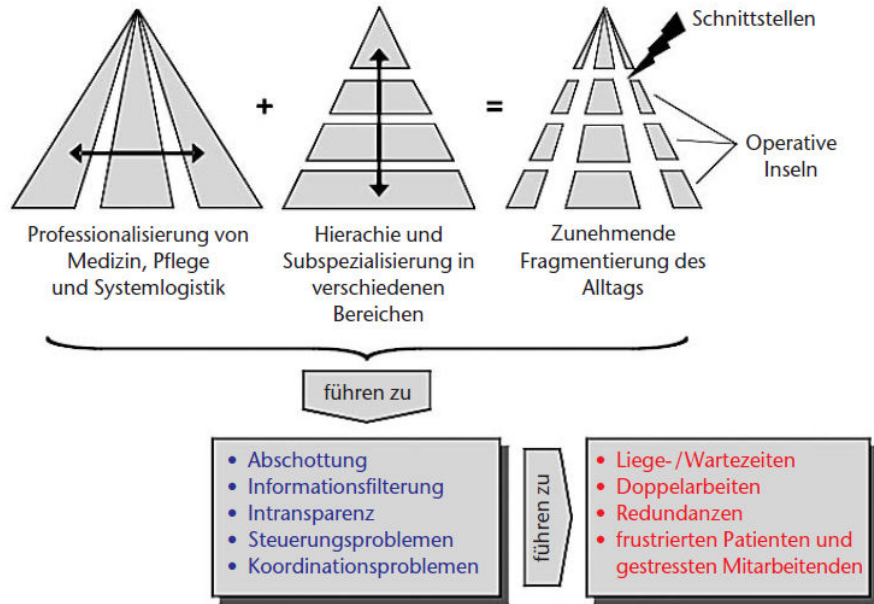 Schnittstellen
+
=
Operative
Inseln
Professionalisierung von
Medizin, Pflege
und Systemlogistik
Hierachie und
Subspezialisierung in
verschiedenen
Bereichen
Zunehmende
Fragmentierung des
Alltags
führen zu
• Abschottung
• Informationsfilterung
• Intransparenz
• Steuerungsproblemen
• Koordinationsproblemen
führen zu
• Liege-/Wartezeiten
• Doppelarbeiten
• Redundanzen
• frustrierten Patienten und
gestressten Mitarbeitenden